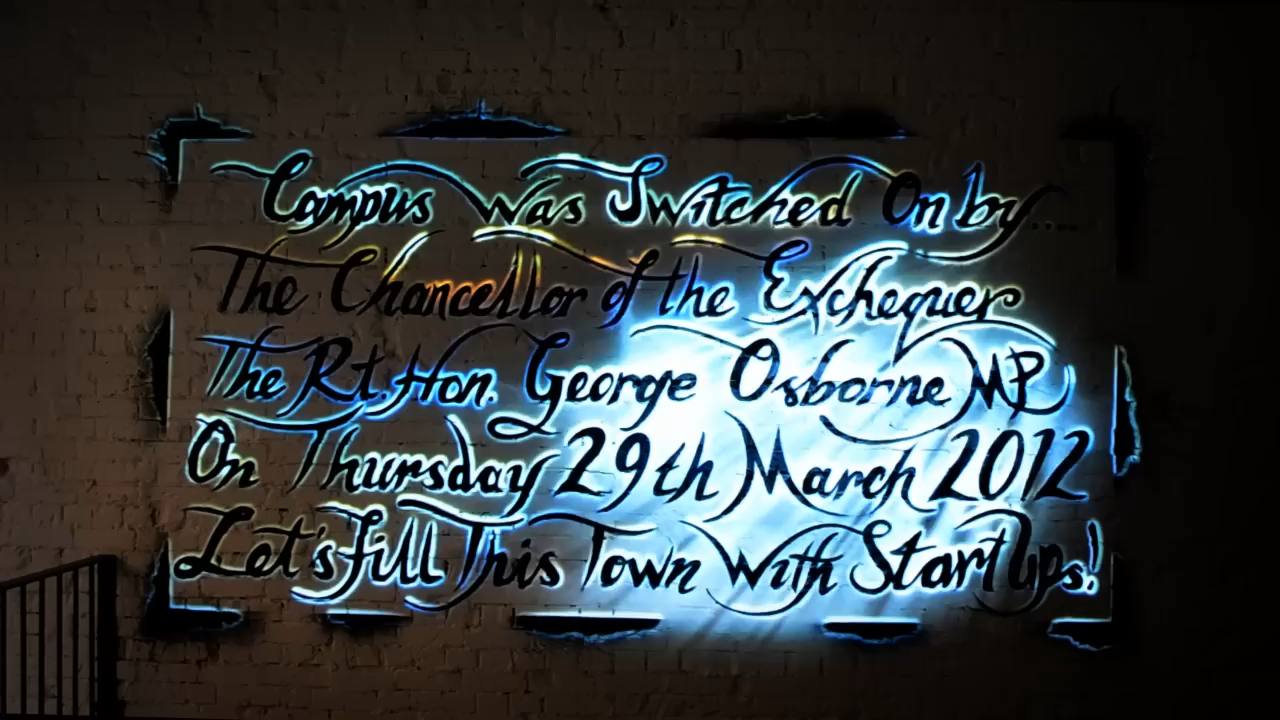 Campus Was Switched On by....
The Chancellor of the Exchequer
The Rt. Hon. George Osborne MP
On Thursday 29th March 2012
Let's Fill This Town With StartUps!